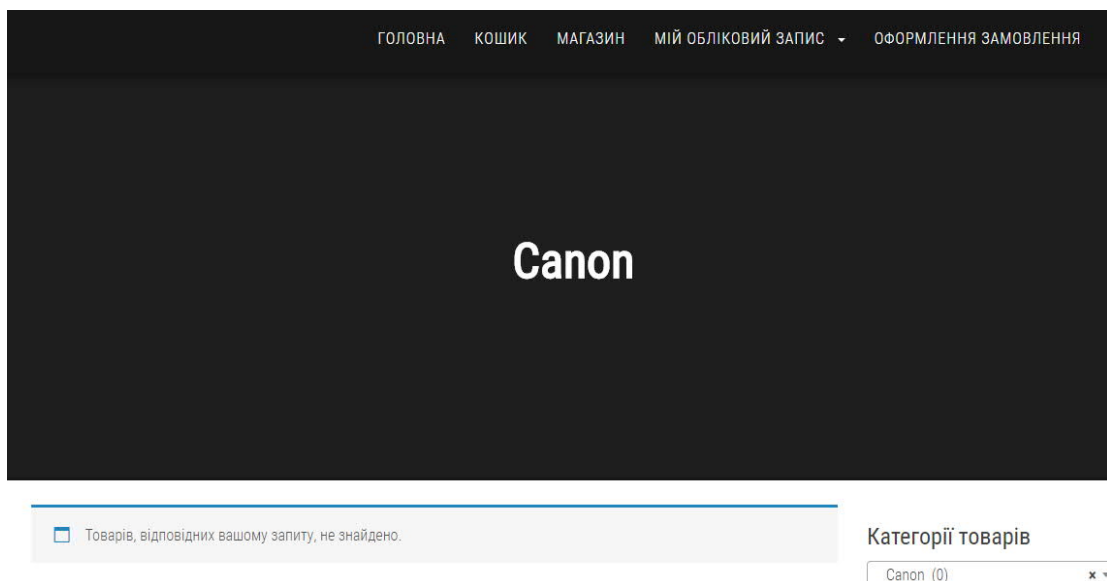 ГОЛОВНА КОШИК МАГАЗИН МІЙ ОБЛІКОВИЙ ЗАПИС ОФОРМЛЕННЯ ЗАМОВЛЕННЯ
Canon
Товарів, відповідних вашому запиту, не знайдено.
Категорії товарів
Canon (0) x